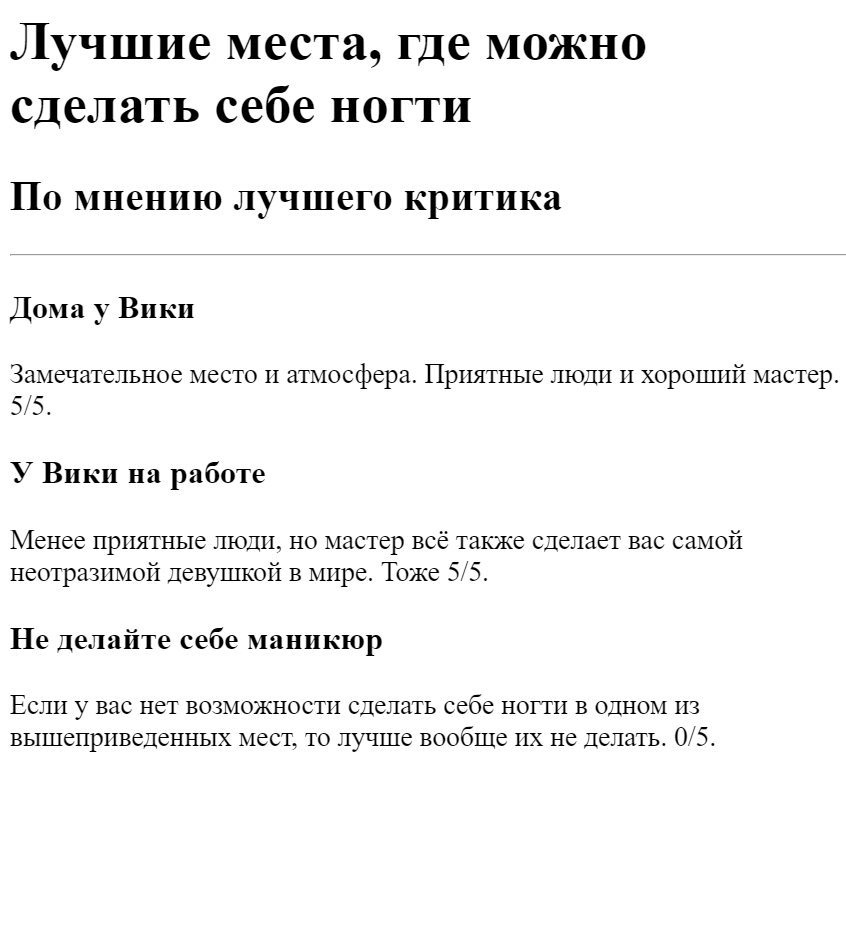 Лучшие места, где можно
сделать себе ногти
По мнению лучшего критика
Дома у Вики
Замечательное место и атмосфера. Приятные люди и хороший мастер.
5/5.
У Вики на работе
Менее приятные люди, но мастер всё также сделает вас самой
неотразимой девушкой в мире. Тоже 5/5.
Не делайте себе маникюр
Если у вас нет возможности сделать себе ногти в одном из
вышеприведенных мест, то лучше вообще их не делать. 0/5.